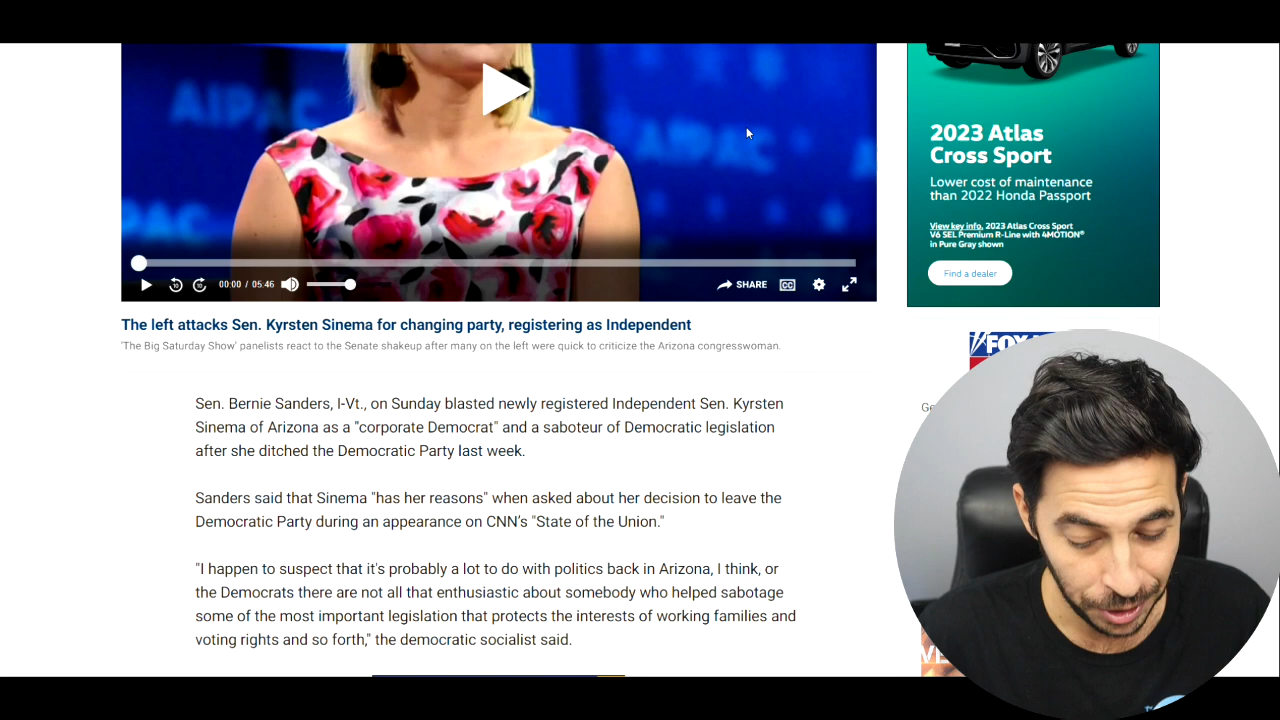 AIPAC
AIPAC
PAC
00:00 / 05:46
SHARE
CC
The left attacks Sen. Kyrsten Sinema for changing party, registering as Independent
'The Big Saturday Show' panelists react to the Senate shakeup after many on the left were quick to criticize the Arizona congresswoman.
Sen. Bernie Sanders, I-Vt., on Sunday blasted newly registered Independent Sen. Kyrsten
Sinema of Arizona as a "corporate Democrat" and a saboteur of Democratic legislation
after she ditched the Democratic Party last week.
Sanders said that Sinema "has her reasons" when asked about her decision to leave the
Democratic Party during an appearance on CNN's "State of the Union."
"I happen to suspect that it's probably a lot to do with politics back in Arizona, I think, or
the Democrats there are not all that enthusiastic about somebody who helped sabotage
some of the most important legislation that protects the interests of working families and
voting rights and so forth," the democratic socialist said.
2023 Atlas
Cross Sport
Lower cost of maintenance
than 2022 Honda Passport
View key info. 2023 Atlas Cross Sport
V6 SEL Premium R-Line with 4MOTION®
in Pure Gray shown
Find a dealer
FOX